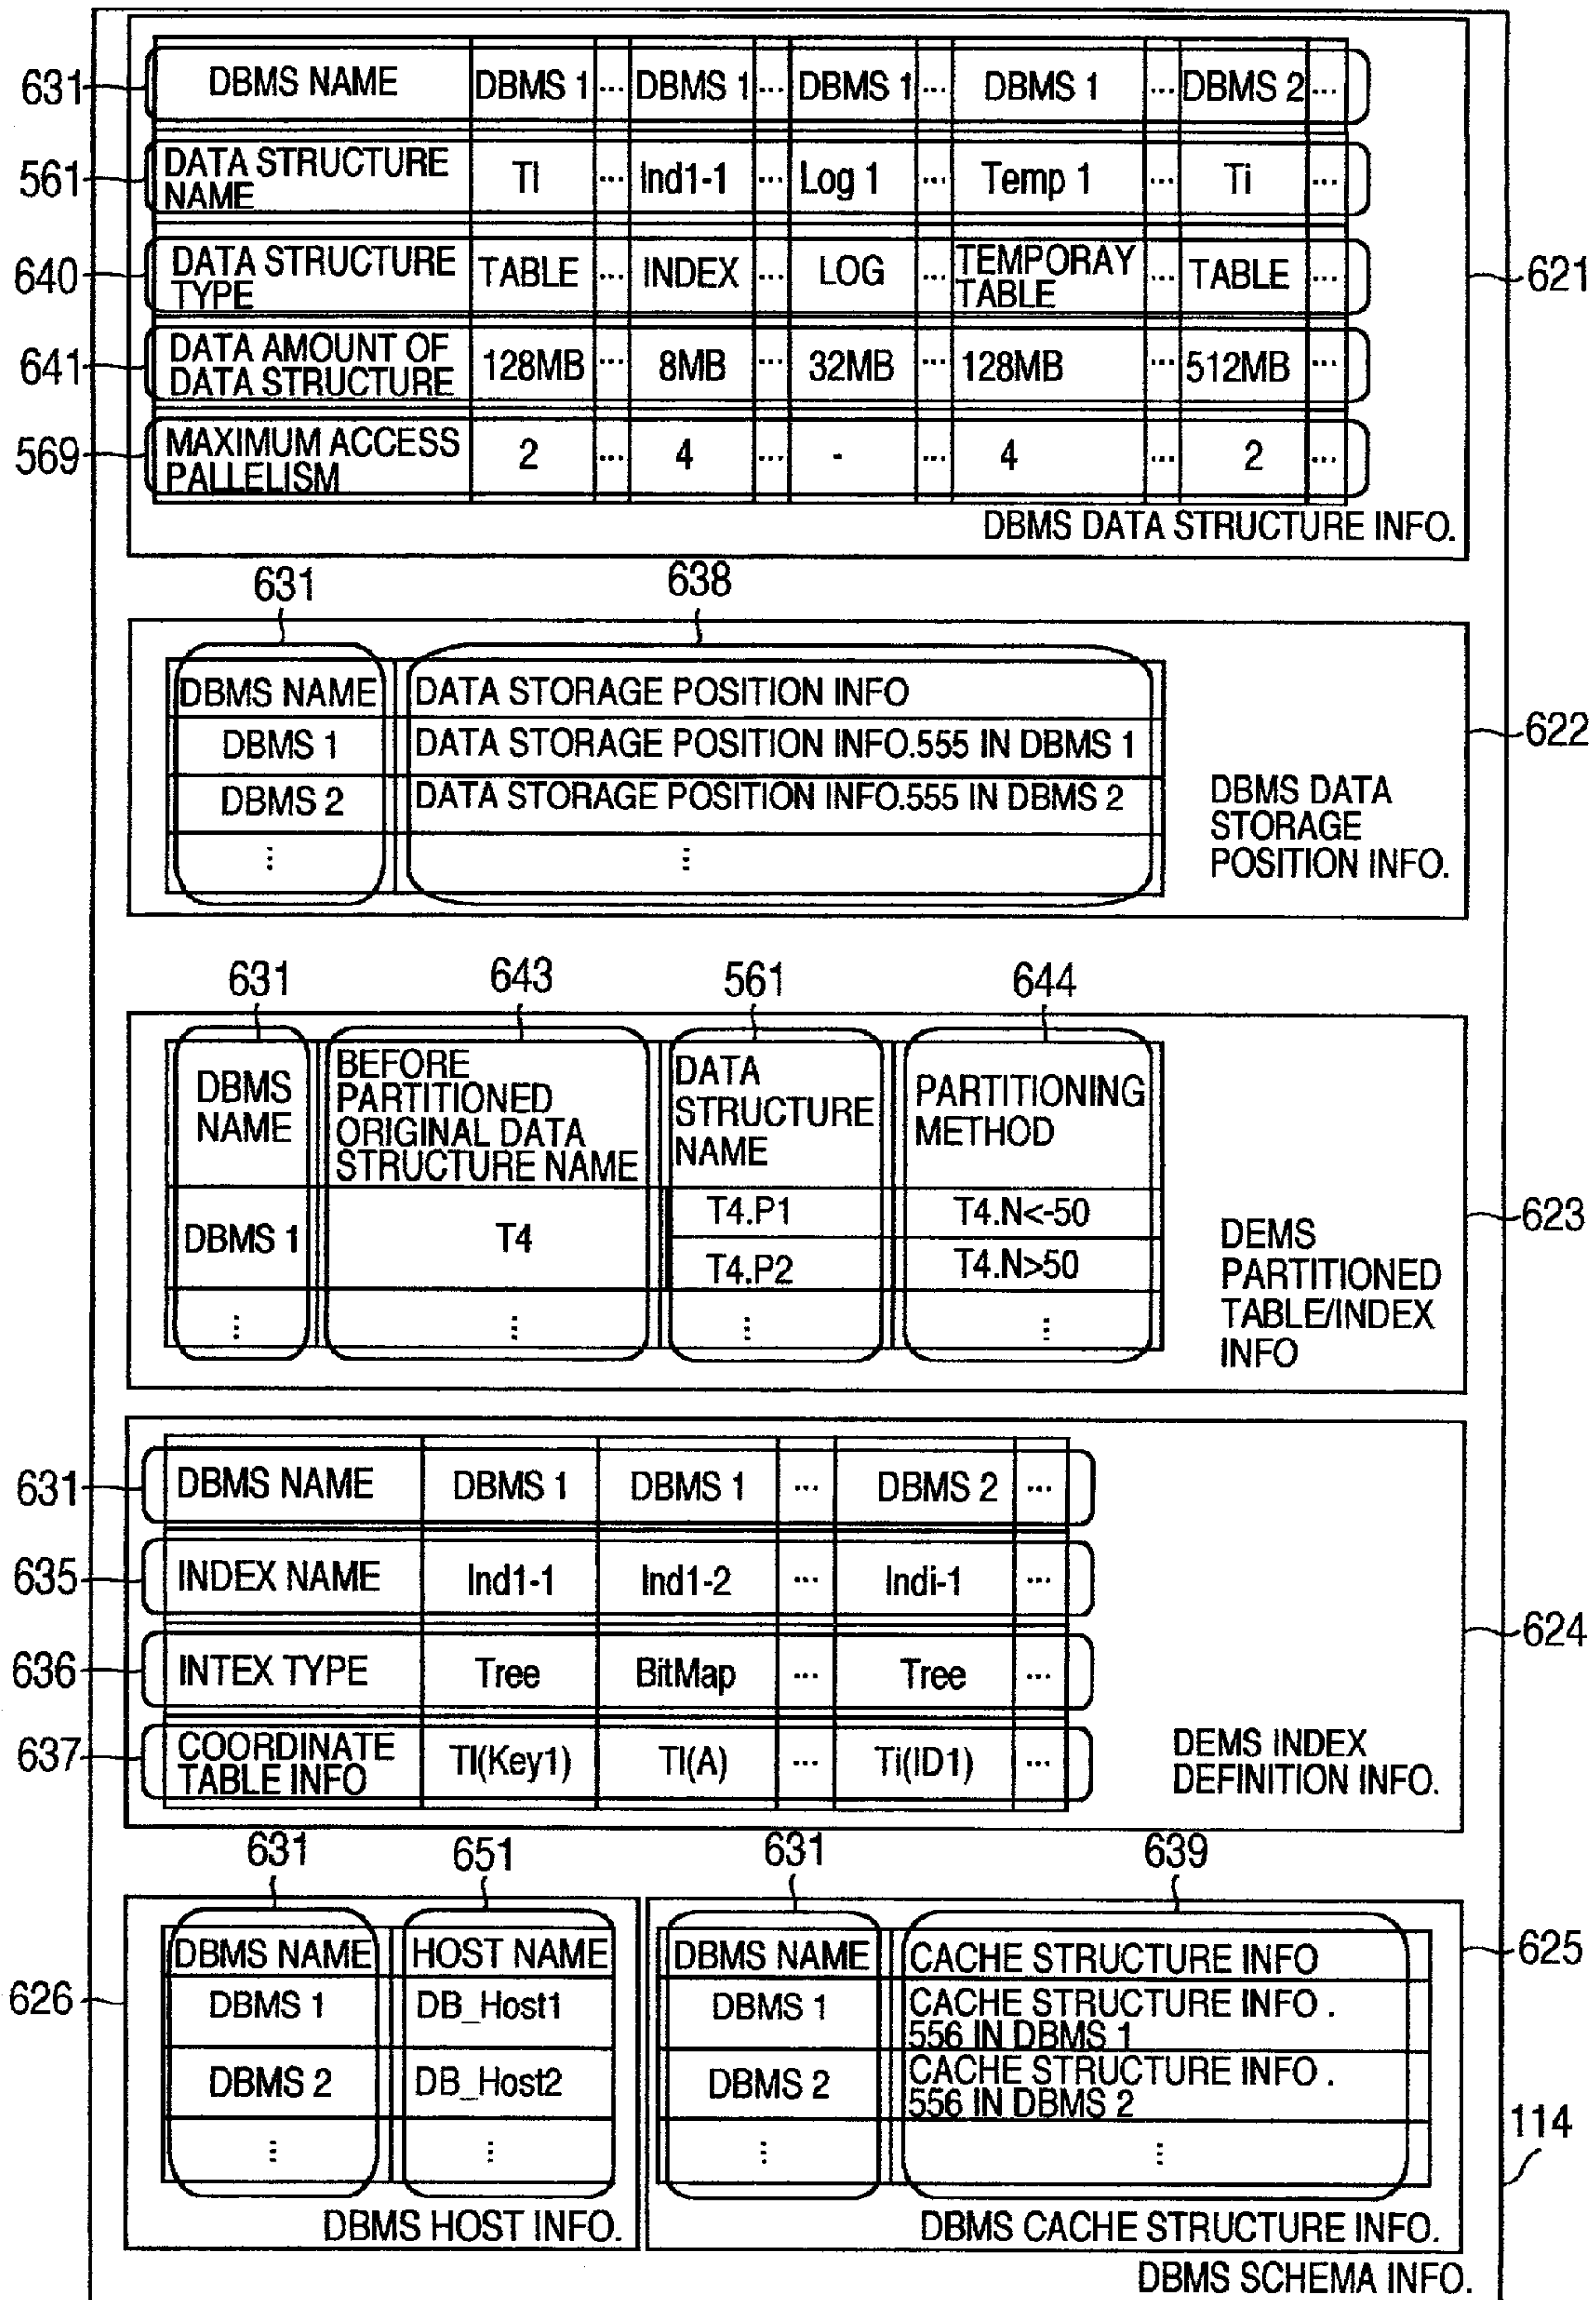 631 DBMS NAME DBMS 1 ... DBMS 1 ... DBMS 1 ... DBMS 1 ... DBMS 2 ...
561 DATA STRUCTURE NAME TI ... Ind1-1 ... Log 1 ... Temp 1 ... Ti ...
640 DATA STRUCTURE TYPE TABLE ... INDEX ... LOG ... TEMPORAY TABLE ... TABLE ...
621
641 DATA AMOUNT OF DATA STRUCTURE 128MB ... 8MB ... 32MB ... 128MB ... 512MB ...
569 MAXIMUM ACCESS PALLELISM 2 ... 4 ... - ... 4 ... 2 ...
DBMS DATA STRUCTURE INFO.
631 638
DBMS NAME DATA STORAGE POSITION INFO
DBMS 1 DATA STORAGE POSITION INFO.555 IN DBMS 1
622
DBMS 2 DATA STORAGE POSITION INFO.555 IN DBMS 2
... ...
DBMS DATA
STORAGE
POSITION INFO.
631 643 561 644
DBMS NAME
BEFORE PARTITIONED ORIGINAL DATA STRUCTURE NAME
DATA STRUCTURE NAME
PARTITIONING METHOD
DBMS 1 T4 T4.P1 T4.N<-50
T4.P2 T4.N>50
... ... ... ...
623
DEMS
PARTITIONED
TABLE/INDEX
INFO
631 DBMS NAME DBMS 1 DBMS 1 ... DBMS 2 ...
635 INDEX NAME Ind1-1 Ind1-2 ... Indi-1 ...
624
636 INTEX TYPE Tree BitMap ... Tree ...
637 COORDINATE TABLE INFO TI(Key1) TI(A) ... Ti(ID1) ...
DEMS INDEX
DEFINITION INFO.
631 651 631 639
DBMS NAME HOST NAME
626 DBMS 1 DB_Host1
DBMS 2 DB_Host2
... ...
DBMS HOST INFO.
DBMS NAME CACHE STRUCTURE INFO
625
DBMS 1 CACHE STRUCTURE INFO .
556 IN DBMS 1
DBMS 2 CACHE STRUCTURE INFO .
556 IN DBMS 2
... ...
DBMS CACHE STRUCTURE INFO.
114
DBMS SCHEMA INFO.